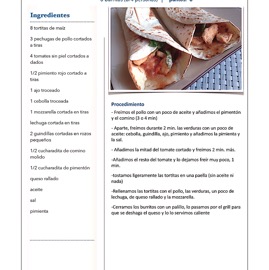 Ingredientes
8 tortitas de maíz
3 pechugas de pollo cortados
a tiras
4 tomates en piel cortados a
dados
1/2 pimiento rojo cortado a
tiras
1 ajo troceado
1 cebolla troceada
1 mozzarella cortada en tiras
lechuga cortada en tiras
2 guindillas cortadas en rozos
pequeños
1/2 cucharadita de comino
molido
1/2 cucharadita de pimentón
queso rallado
aceite
sal
pimienta
Procedimiento
- Freímos el pollo con un poco de aceite y añadimos el pimentón
y el comino (3 o 4 min)
- Aparte, freímos durante 2 min. las verduras con un poco de
aceite: cebolla, guindilla, ajo, pimiento y añadimos la pimienta y
la sal.
- Añadimos la mitad del tomate cortado y freímos 2 min. más.
-Añadimos el resto del tomate y lo dejamos freír muy poco, 1
min.
-tostamos ligeramente las tortitas en una paella (sin aceite ni
nada)
-Rellenamos las tortitas con el pollo, las verduras, un poco de
lechuga, de queso rallado y la mozzarella.
-Cerramos los burritos con un palillo, lo pasamos por el grill para
que se deshaga el queso y lo lo servimos caliente